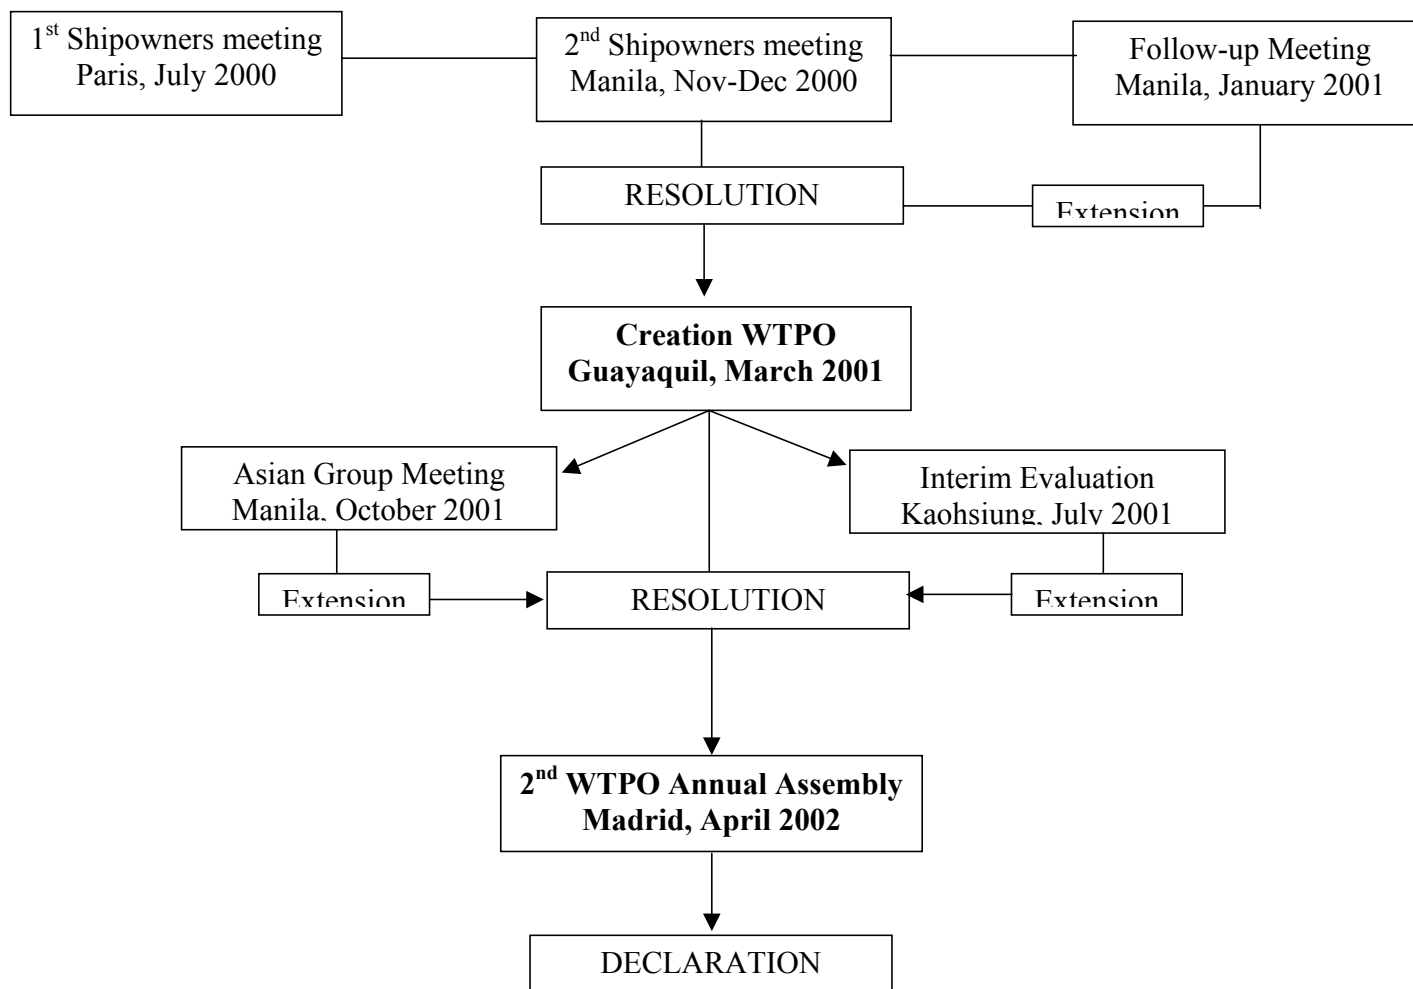 1st Shipowners meeting
Paris, July 2000
2nd Shipowners meeting
Manila, Nov-Dec 2000
Follow-up Meeting
Manila, January 2001
RESOLUTION
Extension
Creation WTPO
Guayaquil, March 2001
Asian Group Meeting
Manila, October 2001
Interim Evaluation
Kaohsiung, July 2001
Extension
RESOLUTION
Extension
2nd WTPO Annual Assembly
Madrid, April 2002
DECLARATION